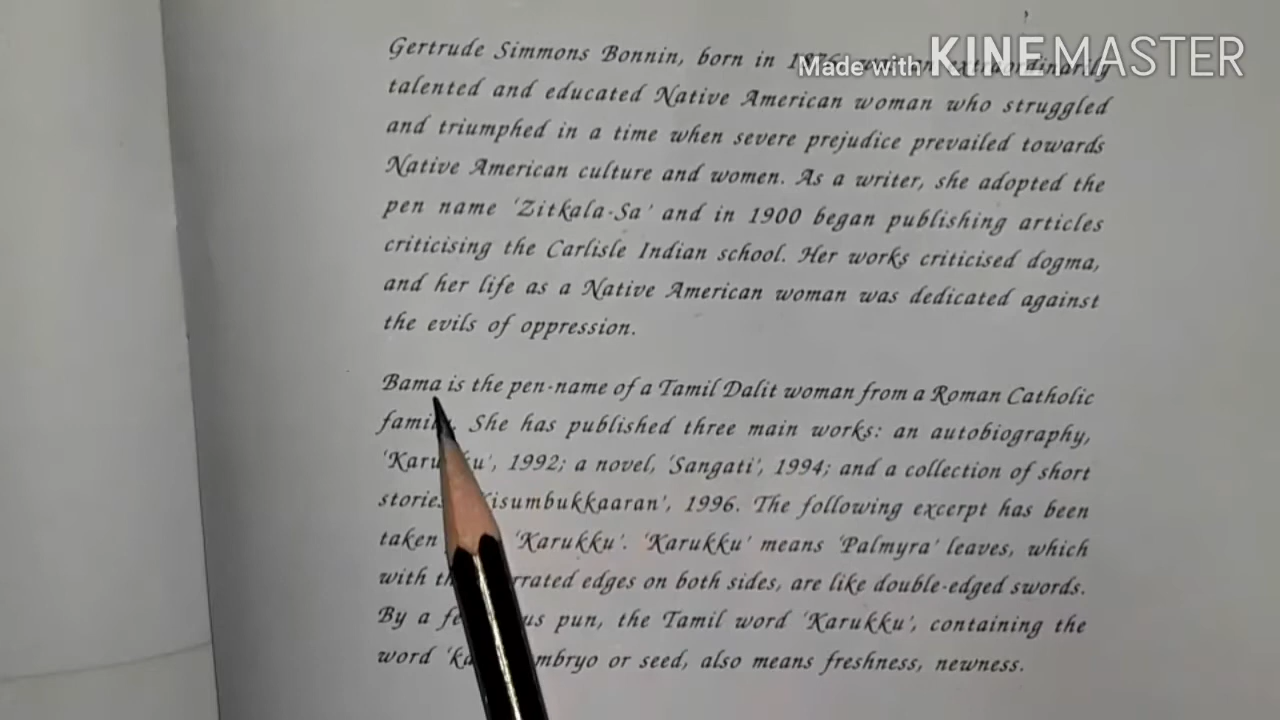 Gertrude Simmons Bonnin, born in 1876,
Made with KINEMASTER
talented and educated Native American woman who struggled
and triumphed in a time when severe prejudice prevailed towards
Native American culture and women. As a writer, she adopted the
pen name 'Zitkala-Sa' and in 1900 began publishing articles
criticising the Carlisle Indian school. Her works criticised dogma,
and her life as a Native American woman was dedicated against
the evils of oppression.
Bama is the pen-name of a Tamil Dalit woman from a Roman Catholic
family. She has published three main works: an autobiography,
1992; a novel, 'Sangati', 1994; and a collection of short
1996. The following excerpt has been
taken 'Karukku'. 'Karukku' means 'Palmyra' leaves, which
with edges on both sides, are like double-edged swords.
By a pun, the Tamil word 'Karukku', containing the
word or seed, also means freshness, newness.